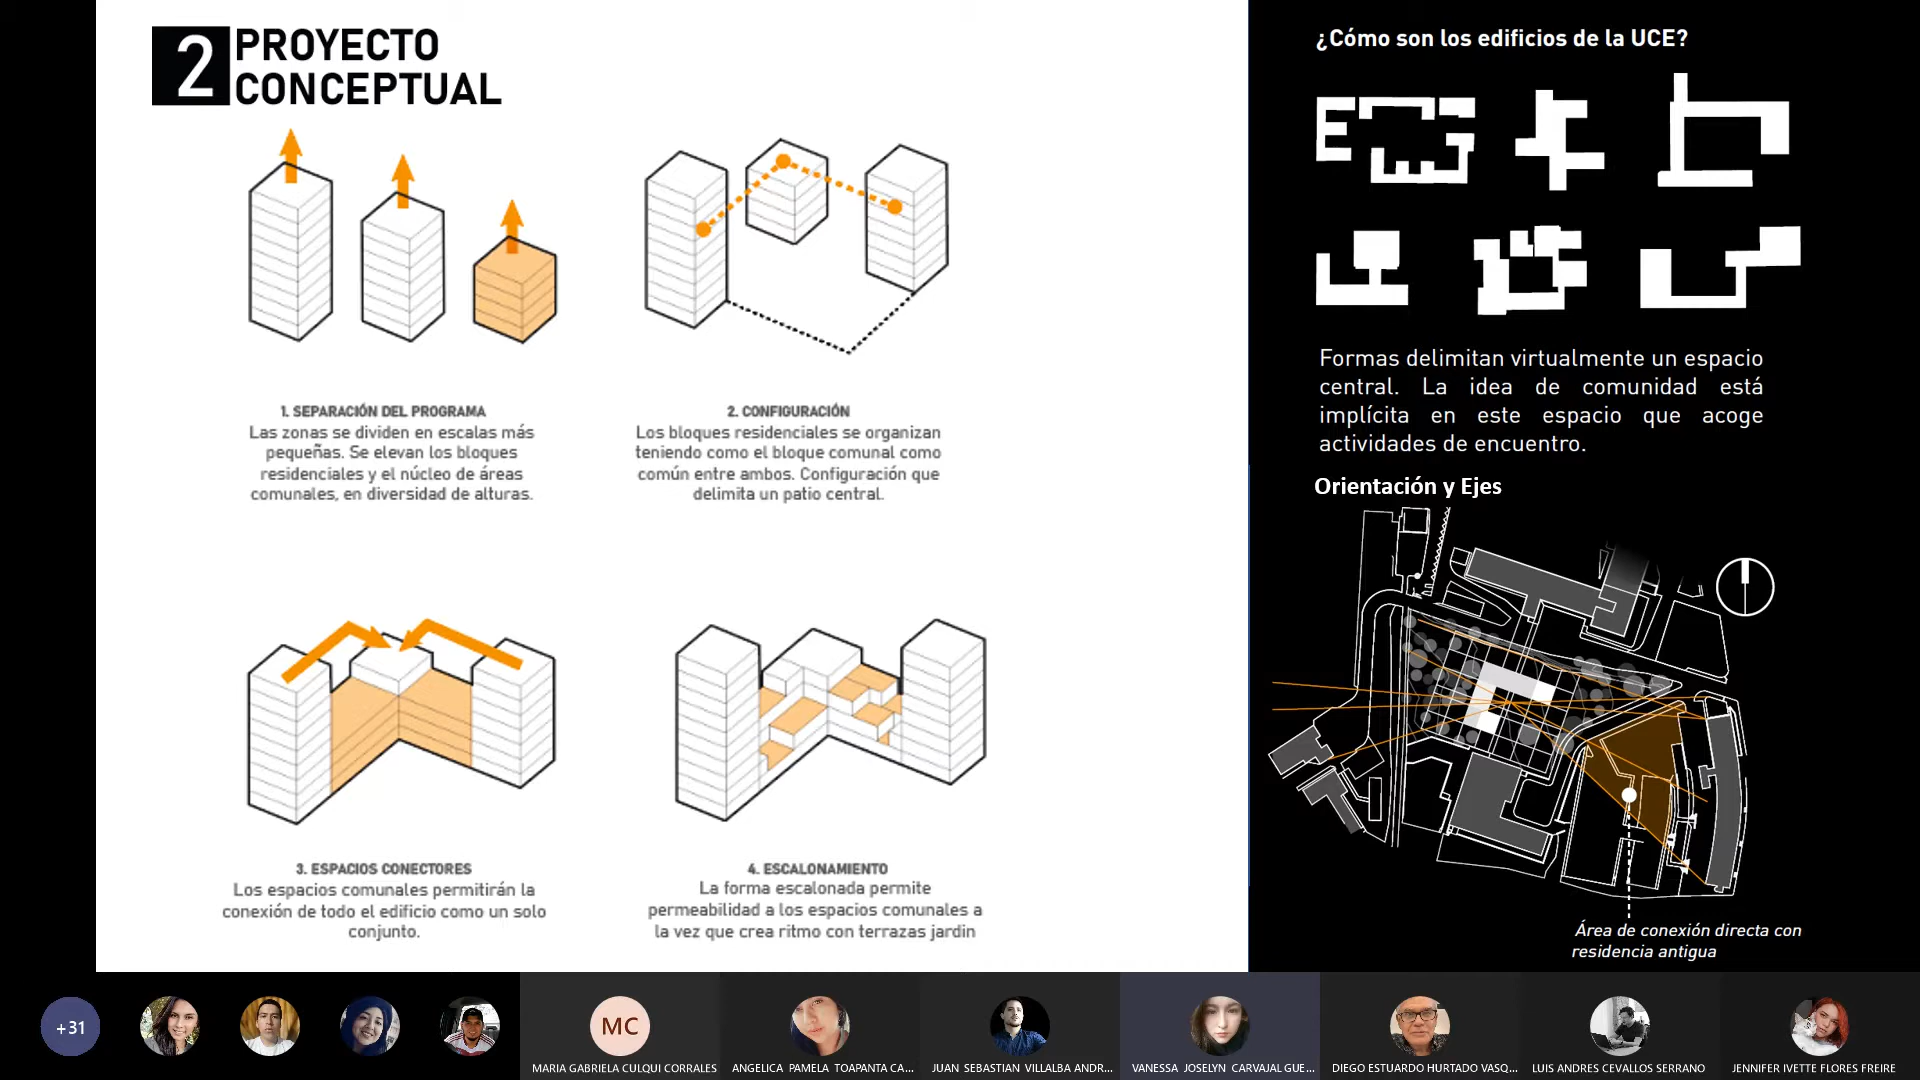 2 PROYECTO
CONCEPTUAL
1. SEPARACIÓN DEL PROGRAMA
Las zonas se dividen en escalas más
pequeñas. Se elevan los bloques
residenciales y el núcleo de áreas
comunales, en diversidad de alturas.
2. CONFIGURACIÓN
Los bloques residenciales se organizan
teniendo como el bloque comunal como
común entre ambos. Configuración que
delimita un patio central.
3. ESPACIOS CONECTORES
Los espacios comunales permitirán la
conexión de todo el edificio como un solo
conjunto.
4. ESCALONAMIENTO
La forma escalonada permite
permeabilidad a los espacios comunales a
la vez que crea ritmo con terrazas jardin
¿Cómo son los edificios de la UCE?
Formas delimitan virtualmente un espacio
central. La idea de comunidad está
implícita en este espacio que acoge
actividades de encuentro.
Orientación y Ejes
Área de conexión directa con
residencia antigua
+31
MC
MARIA GABRIELA CULQUI CORRALES
ANGELICA PAMELA TOAPANTA CA...
JUAN SEBASTIAN VILLALBA ANDR...
VANESSA JOSELYN CARVAJAL GUE...
DIEGO ESTUARDO HURTADO VASQ...
LUIS ANDRES CEVALLOS SERRANO
JENNIFER IVETTE FLORES FREIRE